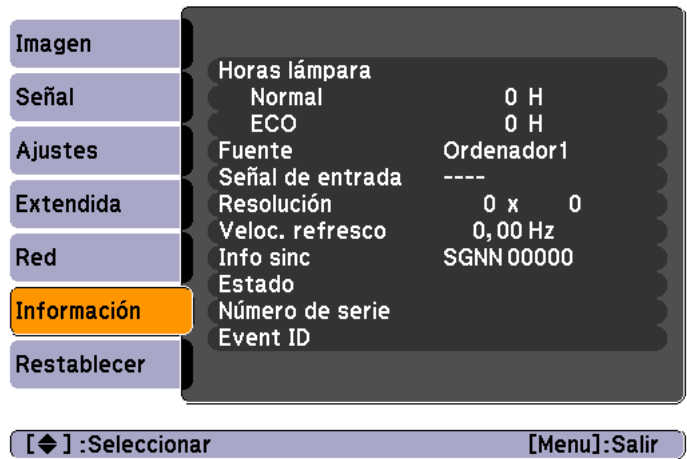 Imagen
Señal
Ajustes
Extendida
Red
Información
Restablecer
Horas lámpara
Normal 0 H
ECO 0 H
Fuente Ordenador1
Señal de entrada ----
Resolución 0 x 0
Veloc. refresco 0,00 Hz
Info sinc SGNN 00000
Estado
Número de serie
Event ID
[◆] :Seleccionar [Menu]:Salir